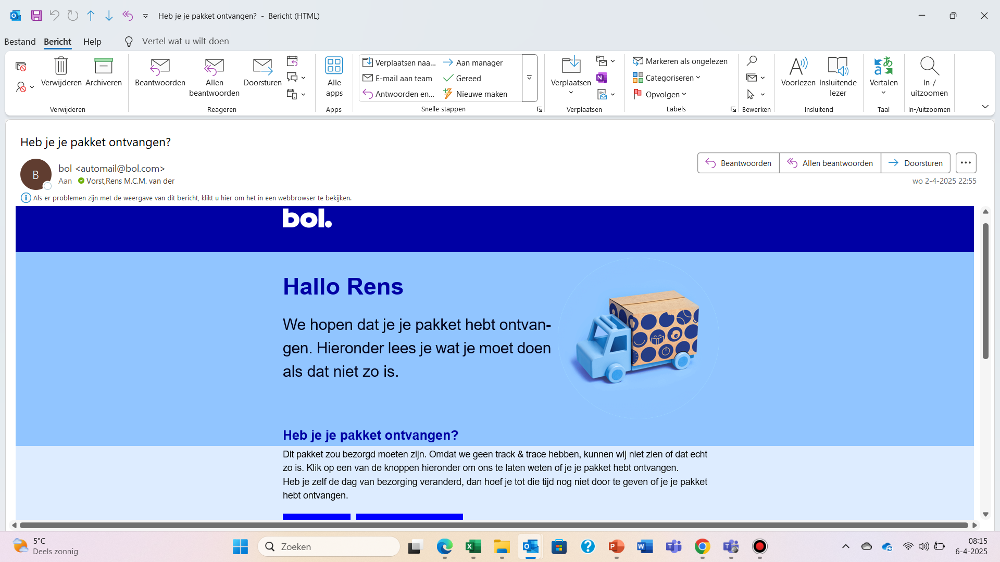 Heb je je pakket ontvangen? - Bericht (HTML)
Bestand Bericht Help Vertel wat u wilt doen
Verwijderen Archiveren
Verwijderen
Beantwoorden Allen beantwoorden Doorsturen
Reageren
Alle apps
Apps
Verplaatsen naa... Aan manager
E-mail aan team Gereed
Antwoorden en... Nieuwe maken
Snelle stappen
Verplaatsen
Verplaatsen
Markeren als ongelezen
Categoriseren
Opvolgen
Labels
Bewerken
Voorlezen Insluitende lezer
Insluitend
Vertalen
Taal
In-/ uitzoomen
In-/uitzoomen
Heb je je pakket ontvangen?
B
bol <automail@bol.com>
Aan Vorst,Rens M.C.M. van der
Beantwoorden Allen beantwoorden Doorsturen
wo 2-4-2025 22:55
Als er problemen zijn met de weergave van dit bericht, klikt u hier om het in een webbrowser te bekijken.
bol.
Hallo Rens
We hopen dat je je pakket hebt ontvan-
gen. Hieronder lees je wat je moet doen
als dat niet zo is.
Heb je je pakket ontvangen?
Dit pakket zou bezorgd moeten zijn. Omdat we geen track & trace hebben, kunnen wij niet zien of dat echt
zo is. Klik op een van de knoppen hieronder om ons te laten weten of je je pakket hebt ontvangen.
Heb je zelf de dag van bezorging veranderd, dan hoef je tot die tijd nog niet door te geven of je je pakket
hebt ontvangen.
5°C
Deels zonnig
Zoeken
08:15
6-4-2025